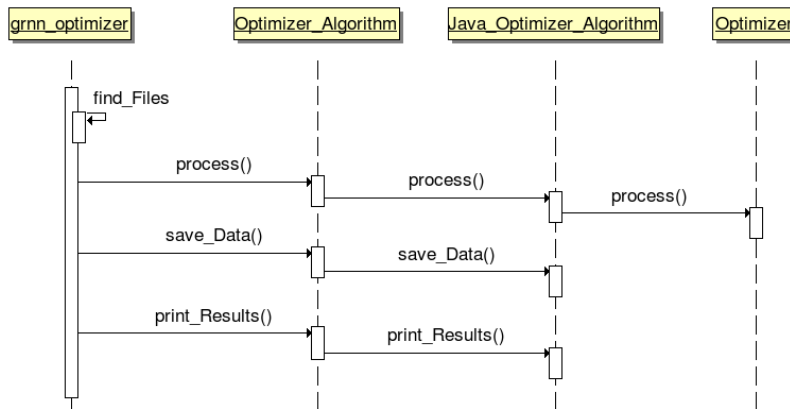 grnn_optimizer
Optimizer_Algorithm
Java_Optimizer_Algorithm
Optimizer
find_Files
process()
process()
process()
save_Data()
save_Data()
print_Results()
print_Results()